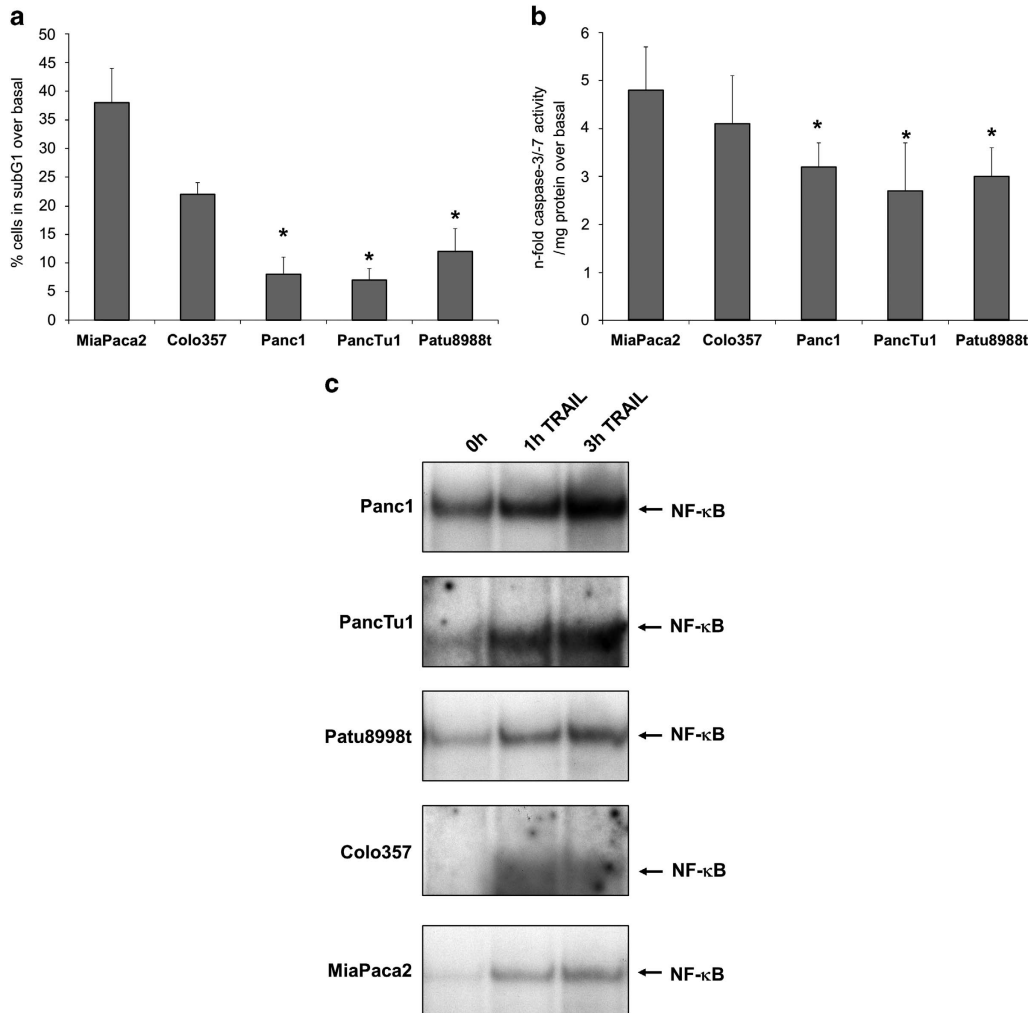 a
% cells in subG1 over basal
50
45
40
35
30
25
20
15
10
5
0
*
*
*
MiaPaca2 Colo357 Panc1 PancTu1 Patu8988t
b
n-fold caspase-3/-7 activity
/mg protein over basal
6
5
4
3
2
1
0
*
*
*
MiaPaca2 Colo357 Panc1 PancTu1 Patu8988t
c
0h 1h TRAIL 3h TRAIL
Panc1 ← NF-κB
PancTu1 ← NF-κB
Patu8998t ← NF-κB
Colo357 ← NF-κB
MiaPaca2 ← NF-κB